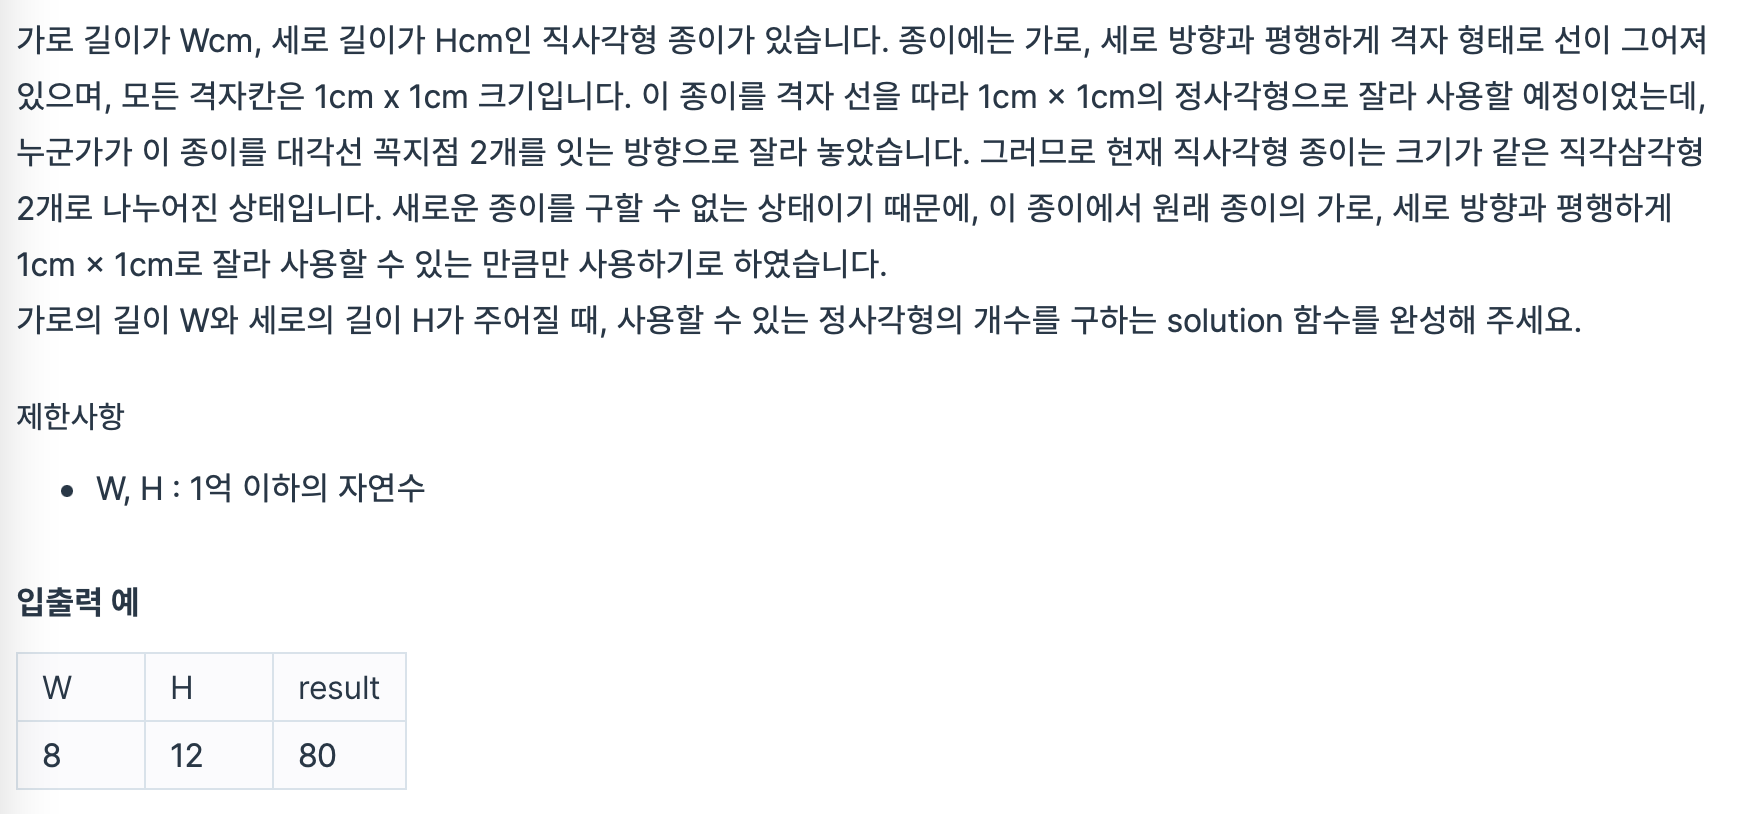 가로 길이가 Wcm, 세로 길이가 Hcm인 직사각형 종이가 있습니다. 종이에는 가로, 세로 방향과 평행하게 격자 형태로 선이 그어져
있으며, 모든 격자칸은 1cm x 1cm 크기입니다. 이 종이를 격자 선을 따라 1cm × 1cm의 정사각형으로 잘라 사용할 예정이었는데,
누군가가 이 종이를 대각선 꼭지점 2개를 잇는 방향으로 잘라 놓았습니다. 그러므로 현재 직사각형 종이는 크기가 같은 직각삼각형
2개로 나누어진 상태입니다. 새로운 종이를 구할 수 없는 상태이기 때문에, 이 종이에서 원래 종이의 가로, 세로 방향과 평행하게
1cm × 1cm로 잘라 사용할 수 있는 만큼만 사용하기로 하였습니다.
가로의 길이 W와 세로의 길이 H가 주어질 때, 사용할 수 있는 정사각형의 개수를 구하는 solution 함수를 완성해 주세요.
제한사항
• W, H : 1억 이하의 자연수
입출력 예
W H result
8 12 80